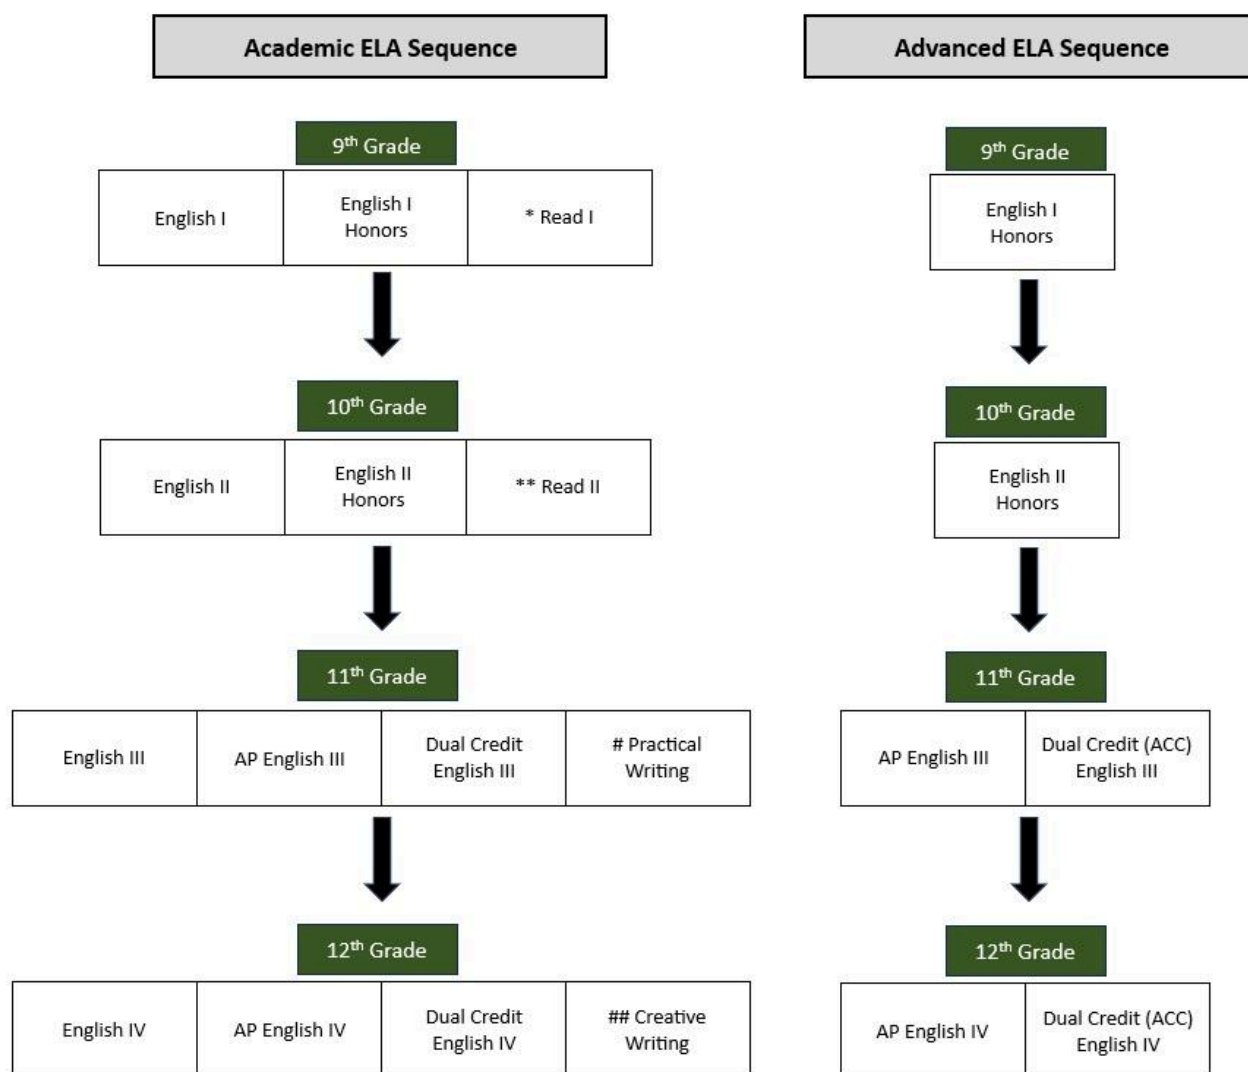 Academic ELA Sequence
9th Grade
English I
English I
Honors
* Read I
10th Grade
English II
English II
Honors
** Read II
11th Grade
English III
AP English III
Dual Credit
English III
# Practical
Writing
12th Grade
English IV
AP English IV
Dual Credit
English IV
## Creative
Writing
Advanced ELA Sequence
9th Grade
English I
Honors
10th Grade
English II
Honors
11th Grade
AP English III
Dual Credit (ACC)
English III
12th Grade
AP English IV
Dual Credit (ACC)
English IV